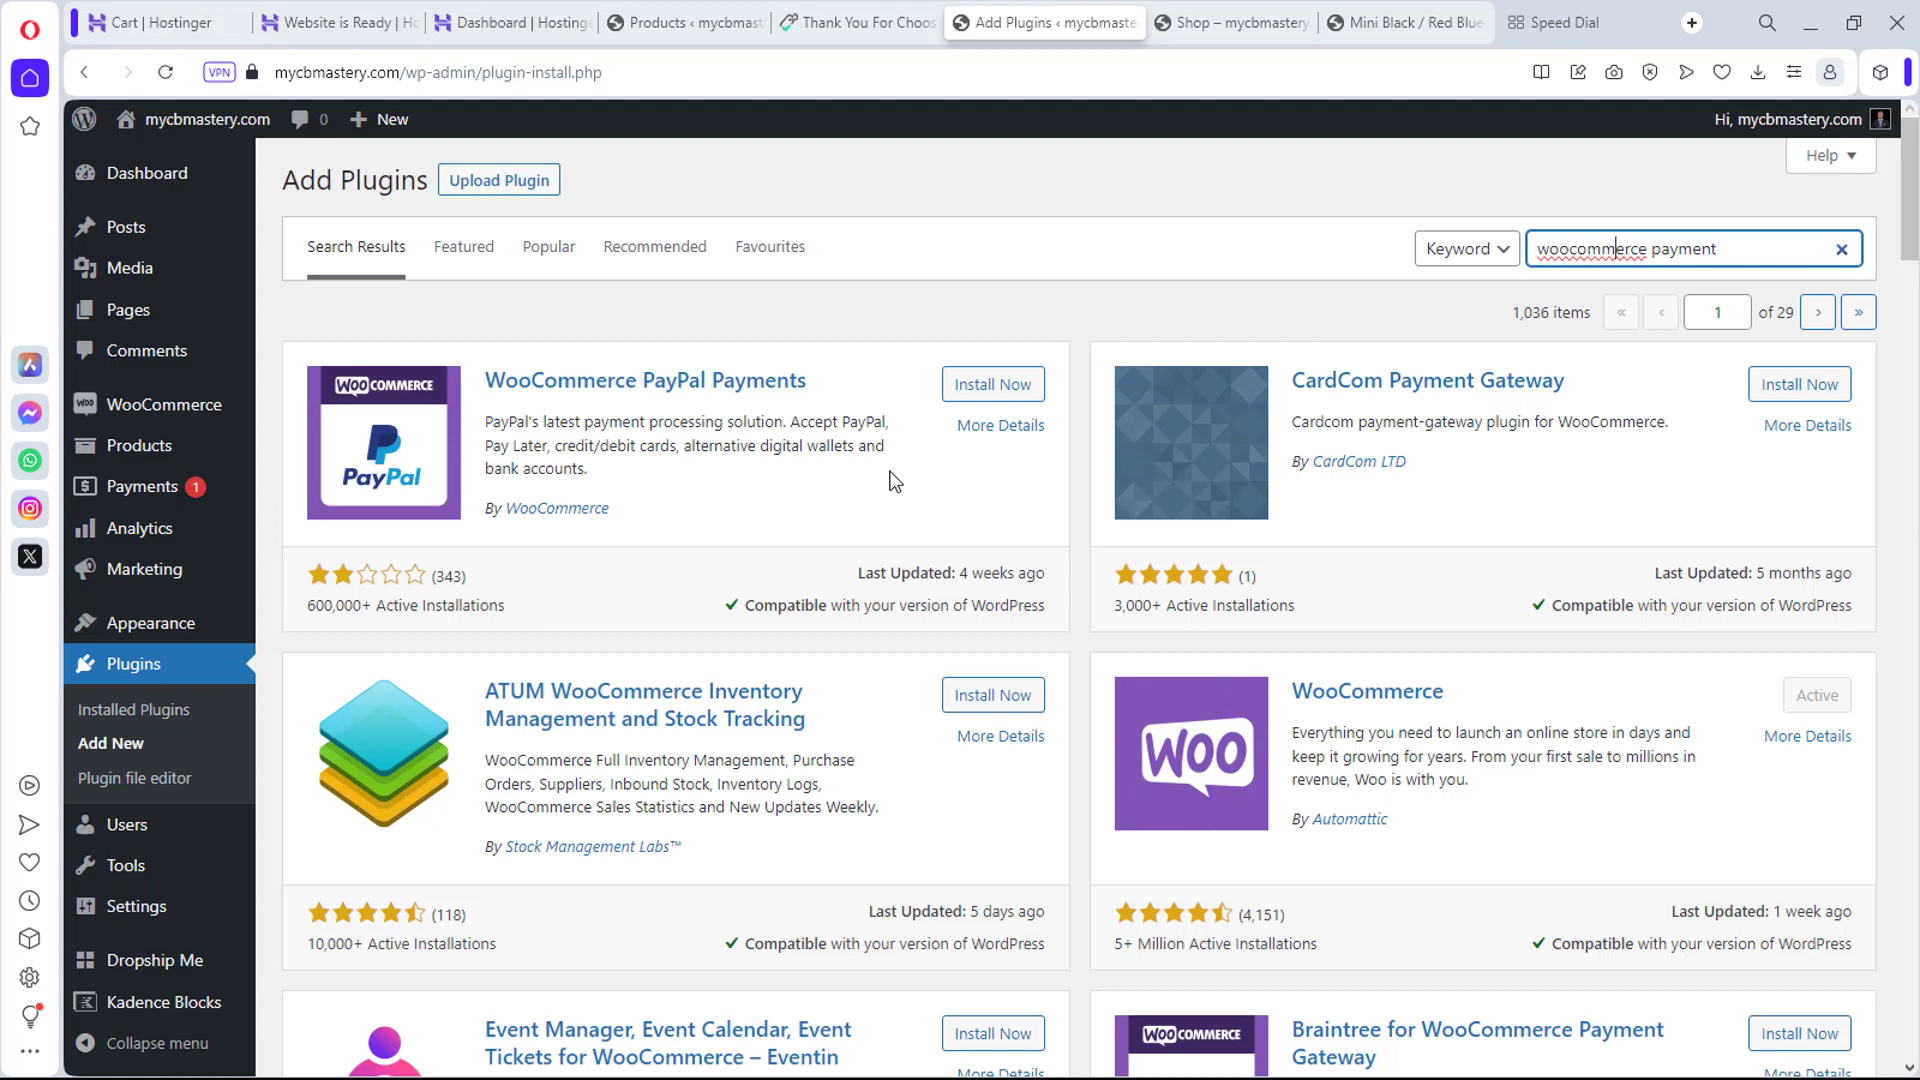 Cart | Hostinger
Website is Ready | Ho
Dashboard | Hosting
Products ‹ mycbmast
Thank You For Choos
Add Plugins ‹ mycbmaste
Shop – mycbmastery.
Mini Black / Red Blue
Speed Dial
VPN
mycbmastery.com/wp-admin/plugin-install.php
mycbmastery.com
0
New
Hi, mycbmastery.com
Help
Dashboard
Posts
Media
Pages
Comments
WooCommerce
Products
Payments 1
Analytics
Marketing
Appearance
Plugins
Installed Plugins
Add New
Plugin file editor
Users
Tools
Settings
Dropship Me
Kadence Blocks
Collapse menu
Add Plugins
Upload Plugin
Search Results
Featured
Popular
Recommended
Favourites
Keyword
woocommerce payment
1,036 items « ‹ 1 of 29 › »
WOO COMMERCE
PayPal
WooCommerce PayPal Payments
Install Now
More Details
PayPal's latest payment processing solution. Accept PayPal,
Pay Later, credit/debit cards, alternative digital wallets and
bank accounts.
By WooCommerce
(343)
Last Updated: 4 weeks ago
600,000+ Active Installations
Compatible with your version of WordPress
CardCom Payment Gateway
Install Now
More Details
Cardcom payment-gateway plugin for WooCommerce.
By CardCom LTD
(1)
Last Updated: 5 months ago
3,000+ Active Installations
Compatible with your version of WordPress
ATUM WooCommerce Inventory
Management and Stock Tracking
Install Now
More Details
WooCommerce Full Inventory Management, Purchase
Orders, Suppliers, Inbound Stock, Inventory Logs,
WooCommerce Sales Statistics and New Updates Weekly.
By Stock Management Labs™
(118)
Last Updated: 5 days ago
10,000+ Active Installations
Compatible with your version of WordPress
WOO
WooCommerce
Active
More Details
Everything you need to launch an online store in days and
keep it growing for years. From your first sale to millions in
revenue, Woo is with you.
By Automattic
(4,151)
Last Updated: 1 week ago
5+ Million Active Installations
Compatible with your version of WordPress
Event Manager, Event Calendar, Event
Tickets for WooCommerce – Eventin
Install Now
More Details
WOO COMMERCE
Braintree for WooCommerce Payment
Gateway
Install Now
More Details